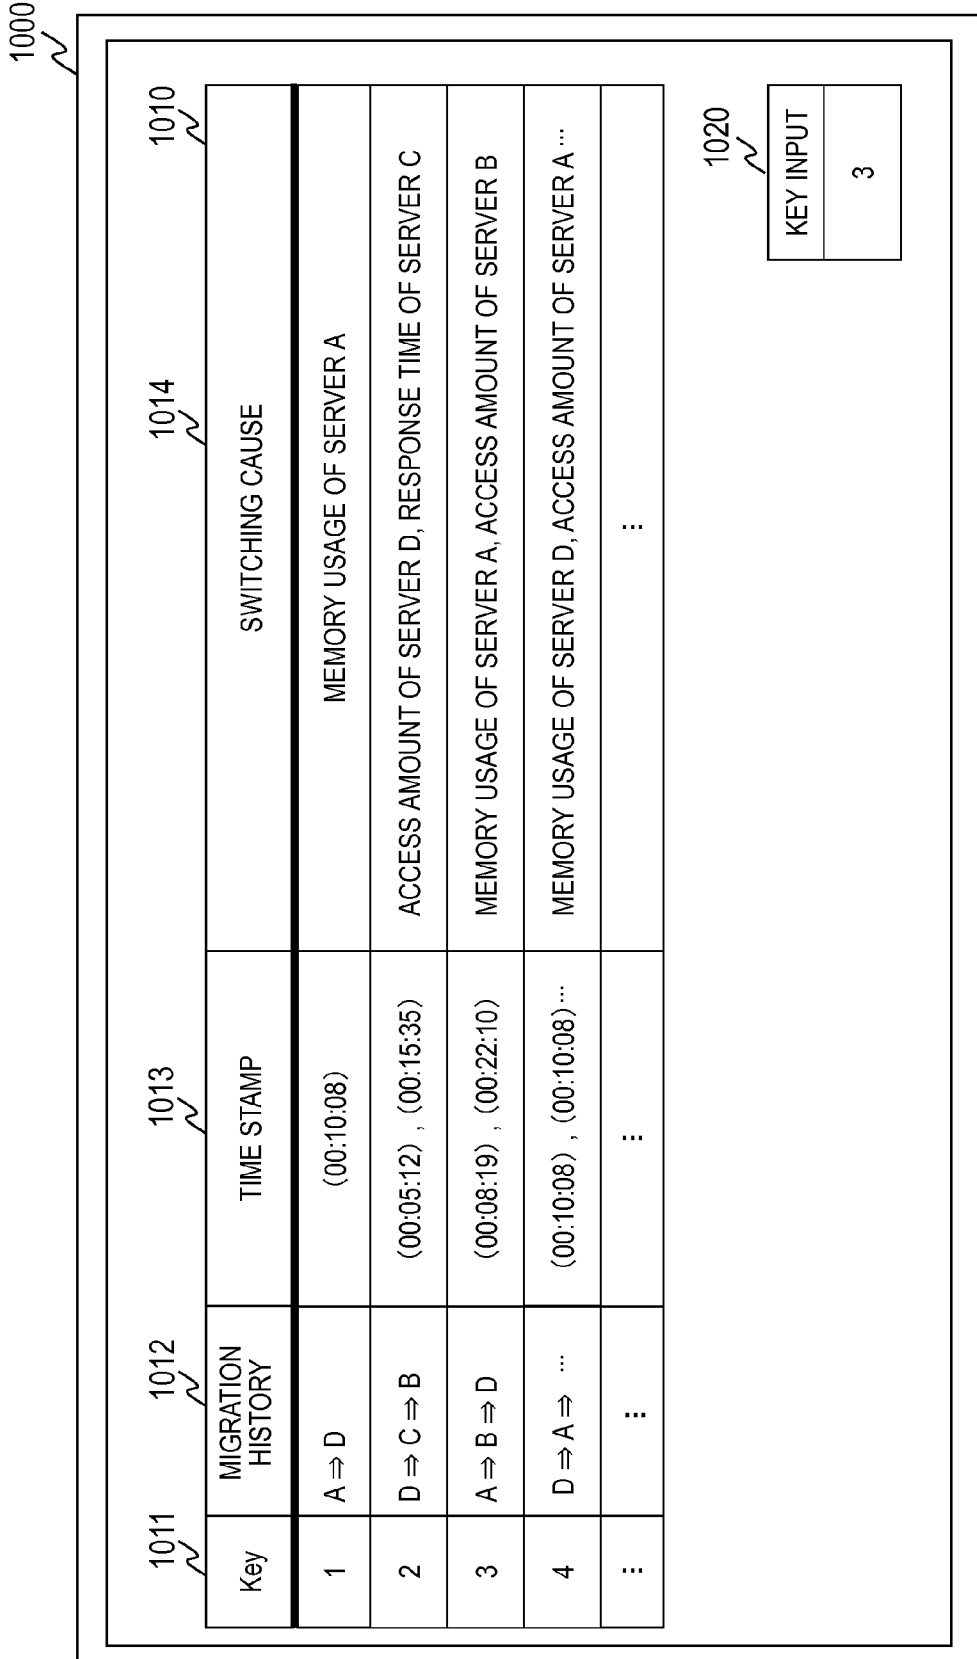 1000
1010
1011
1012
1013
1014
Key
MIGRATION
HISTORY
TIME STAMP
SWITCHING CAUSE
1
A ⇒ D
(00:10:08)
MEMORY USAGE OF SERVER A
2
D ⇒ C ⇒ B
(00:05:12) , (00:15:35)
ACCESS AMOUNT OF SERVER D, RESPONSE TIME OF SERVER C
3
A ⇒ B ⇒ D
(00:08:19) , (00:22:10)
MEMORY USAGE OF SERVER A, ACCESS AMOUNT OF SERVER B
4
D ⇒ A ⇒ ...
(00:10:08) , (00:10:08)...
MEMORY USAGE OF SERVER D, ACCESS AMOUNT OF SERVER A ...
...
...
...
...
1020
KEY INPUT
3